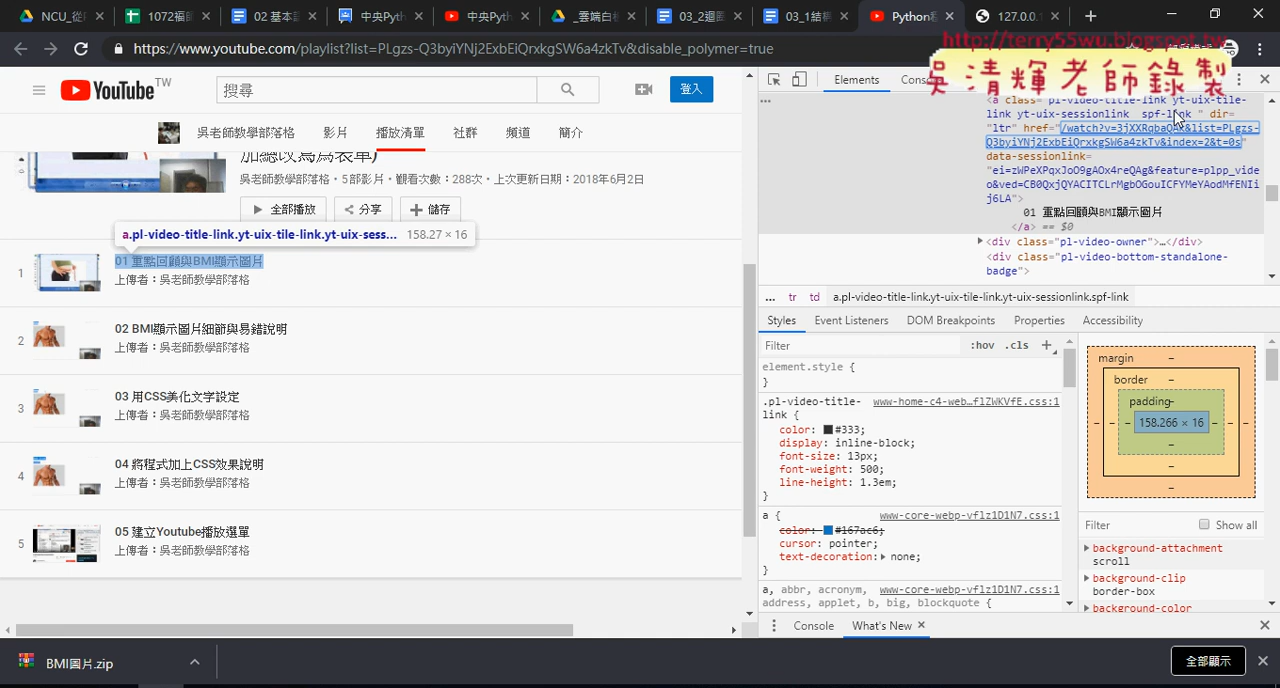 NCU_從
1072福
02 基本
中央Pyth
中央Pyth
_雲端白板
03_2迴圈
03_1結構
Python程
127.0.0.1
https://www.youtube.com/playlist?list=PLgzs-Q3byiYNj2ExbEiQrxkgSW6a4zkTv&disable_polymer=true
http://terry55wu.blogspot.tw
吳清輝老師錄製
YouTube TW
搜尋
登入
吳老師教學部落格 影片 播放清單 社群 頻道 簡介
加總改為為表單)
吳老師教學部落格・5部影片・觀看次數：288次・上次更新日期：2018年6月2日
全部播放 分享 儲存
a.pl-video-title-link.yt-uix-tile-link.yt-uix-sess... 158.27 × 16
1 01 重點回顧與BMI顯示圖片
上傳者：吳老師教學部落格
2 02 BMI顯示圖片細節與易錯說明
上傳者：吳老師教學部落格
3 03 用CSS美化文字設定
上傳者：吳老師教學部落格
4 04 將程式加上CSS效果說明
上傳者：吳老師教學部落格
5 05 建立Youtube播放選單
上傳者：吳老師教學部落格
Elements Conso
<a class="pl-video-title-link yt-uix-tile-
link yt-uix-sessionlink spf-link " dir=
"ltr" href="/watch?v=3jXXRqbaQAk&list=PLgzs-
Q3byiYNj2ExbEiQrxkgSW6a4zkTv&index=2&t=0s"
data-sessionlink=
"ei=zWPeXPqxJoO9gAOx4reQAg&feature=plpp_vide
o&ved=CB0QxjQYACITCLrMgbOGouICFYMeYAodMfENIi
j6LA">
01 重點回顧與BMI顯示圖片
</a> == $0
<div class="pl-video-owner">…</div>
<div class="pl-video-bottom-standalone-
badge">
... tr td a.pl-video-title-link.yt-uix-tile-link.yt-uix-sessionlink.spf-link
Styles Event Listeners DOM Breakpoints Properties Accessibility
Filter :hov .cls +
element.style {
}
.pl-video-title-link { www-home-c4-web…flZWKVfE.css:1
color: #333;
display: inline-block;
font-size: 13px;
font-weight: 500;
line-height: 1.3em;
}
a { www-core-webp-vflz1D1N7.css:1
color: #167ac6;
cursor: pointer;
text-decoration: none;
}
a, abbr, acronym, www-core-webp-vflz1D1N7.css:1
address, applet, b, big, blockquote {
margin -
border -
padding-
158.266 × 16
Filter Show all
background-attachment
scroll
background-clip
border-box
background-color
Console What's New
BMI圖片.zip
全部顯示